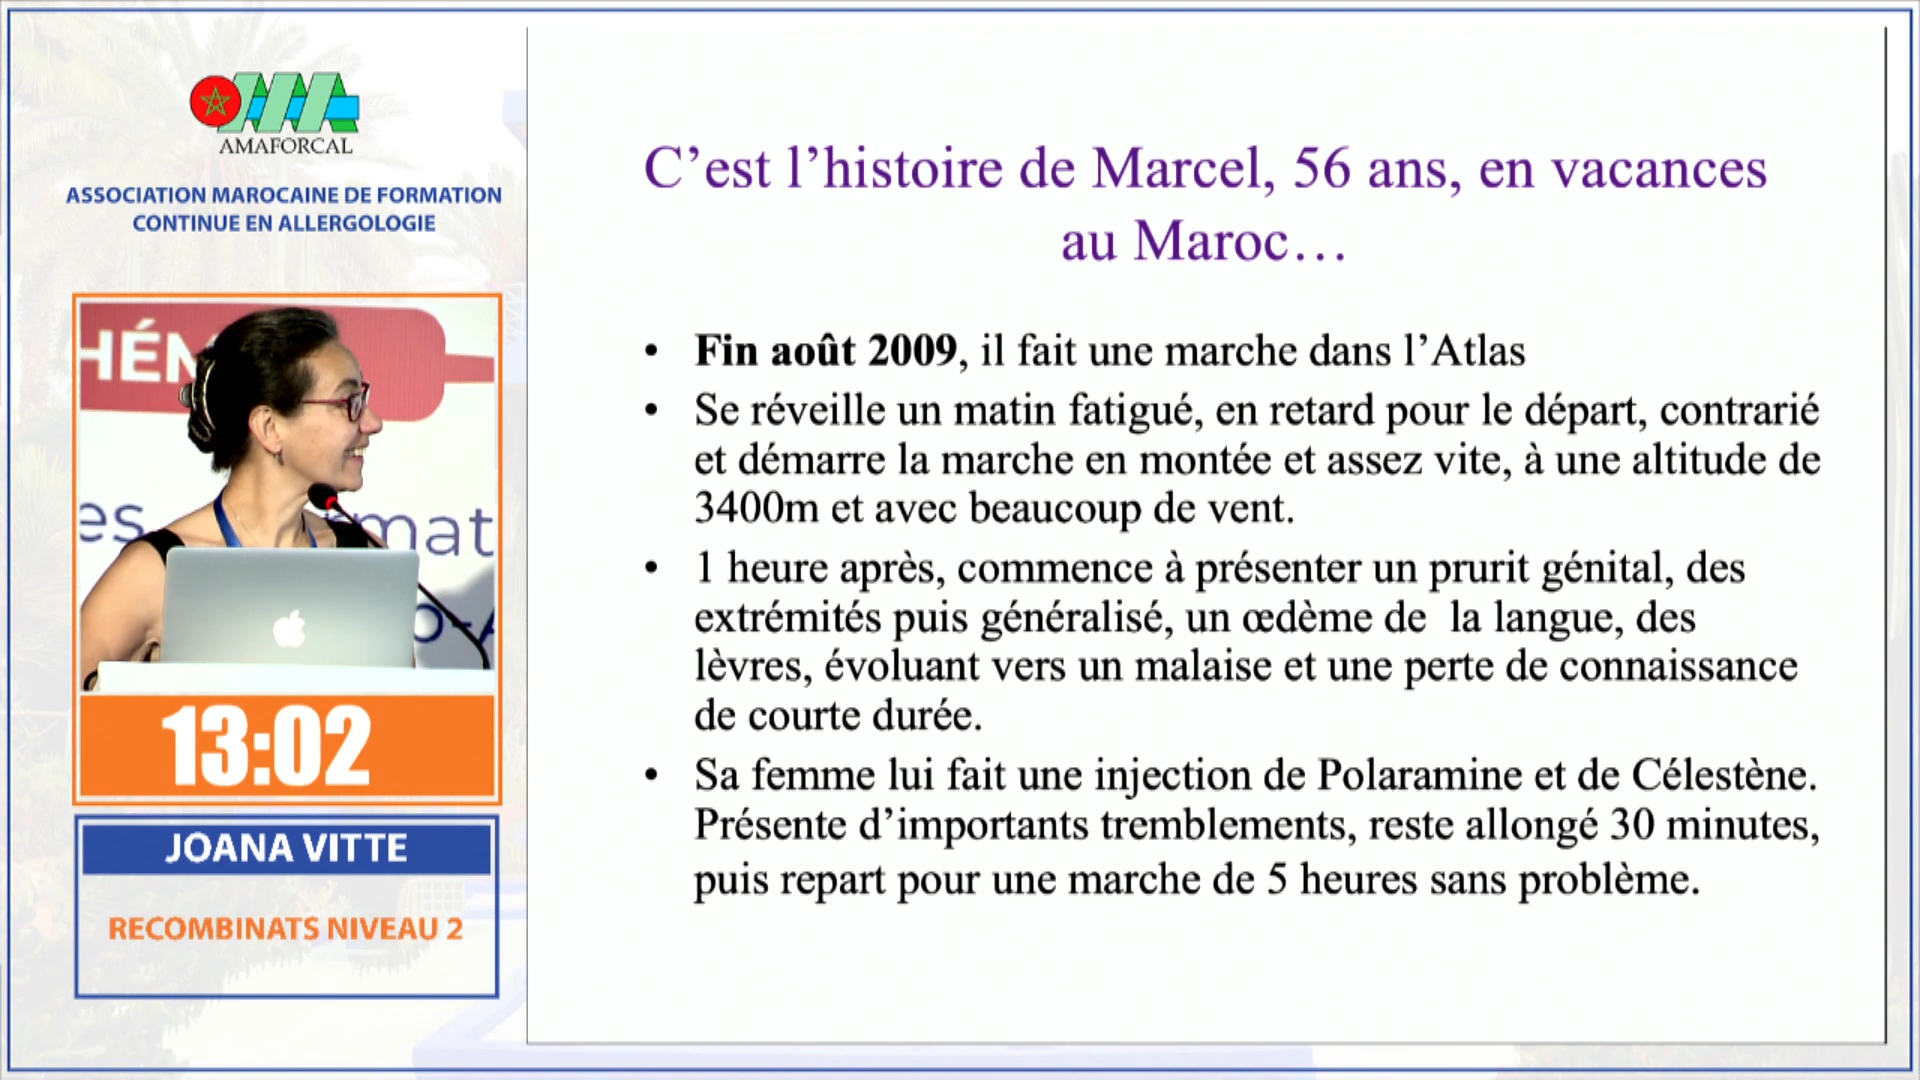 AMAFORCAL
ASSOCIATION MAROCAINE DE FORMATION
CONTINUE EN ALLERGOLOGIE
HÉM
es
mat
O-A
13:02
JOANA VITTE
RECOMBINATS NIVEAU 2
C’est l’histoire de Marcel, 56 ans, en vacances
au Maroc…
• Fin août 2009, il fait une marche dans l’Atlas
• Se réveille un matin fatigué, en retard pour le départ, contrarié
et démarre la marche en montée et assez vite, à une altitude de
3400m et avec beaucoup de vent.
• 1 heure après, commence à présenter un prurit génital, des
extrémités puis généralisé, un œdème de la langue, des
lèvres, évoluant vers un malaise et une perte de connaissance
de courte durée.
• Sa femme lui fait une injection de Polaramine et de Célestène.
Présente d’importants tremblements, reste allongé 30 minutes,
puis repart pour une marche de 5 heures sans problème.